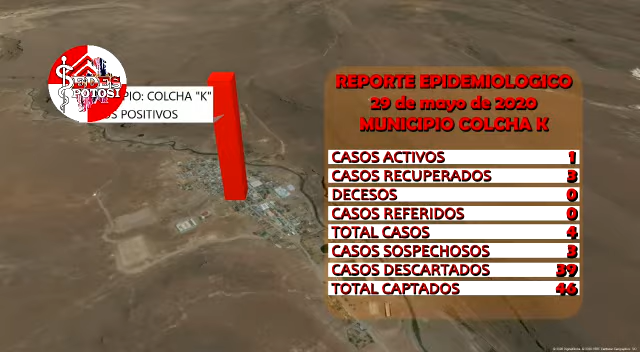 SEDES
POTOSI
PIO: COLCHA "K"
OS POSITIVOS
REPORTE EPIDEMIOLOGICO
29 de mayo de 2020
MUNICIPIO COLCHA K
CASOS ACTIVOS 1
CASOS RECUPERADOS 3
DECESOS 0
CASOS REFERIDOS 0
TOTAL CASOS 4
CASOS SOSPECHOSOS 3
CASOS DESCARTADOS 39
TOTAL CAPTADOS 46